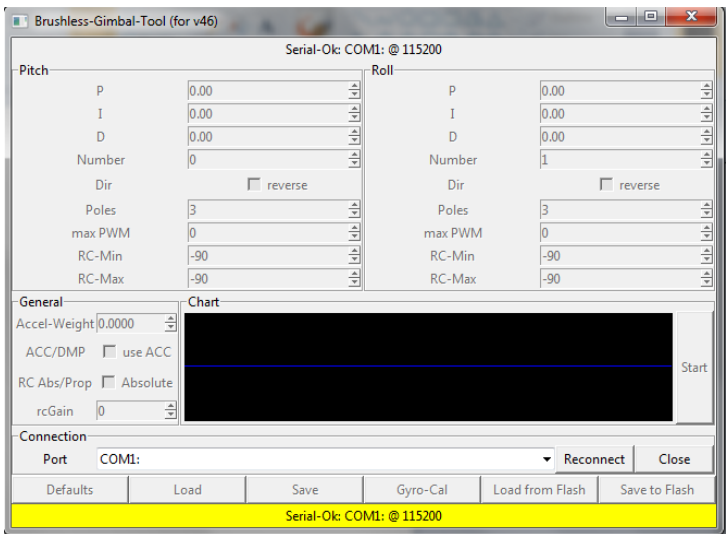 Brushless-Gimbal-Tool (for v46)
Serial-Ok: COM1: @ 115200
Pitch
P 0.00
I 0.00
D 0.00
Number 0
Dir reverse
Poles 3
max PWM 0
RC-Min -90
RC-Max -90
Roll
P 0.00
I 0.00
D 0.00
Number 1
Dir reverse
Poles 3
max PWM 0
RC-Min -90
RC-Max -90
General
Accel-Weight 0.0000
ACC/DMP use ACC
RC Abs/Prop Absolute
rcGain 0
Chart
Start
Connection
Port COM1: Reconnect Close
Defaults Load Save Gyro-Cal Load from Flash Save to Flash
Serial-Ok: COM1: @ 115200